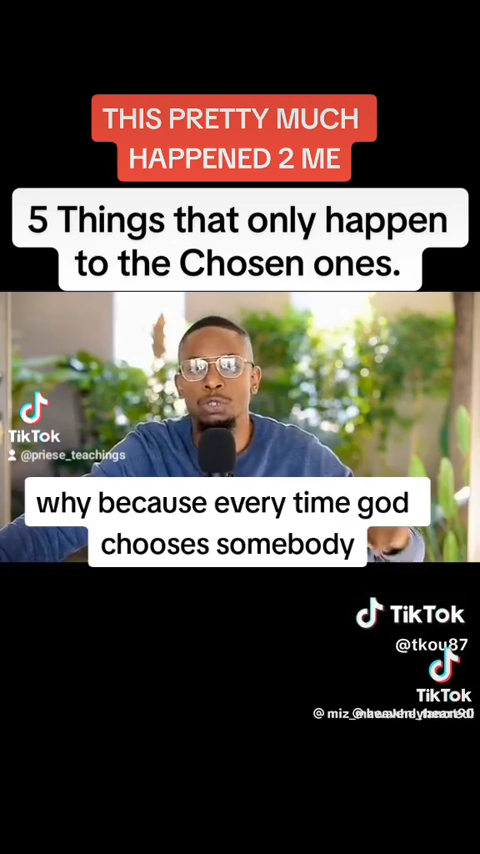 THIS PRETTY MUCH
HAPPENED 2 ME
5 Things that only happen
to the Chosen ones.
TikTok
@priese_teachings
why because every time god
chooses somebody
TikTok
@tkou87
TikTok